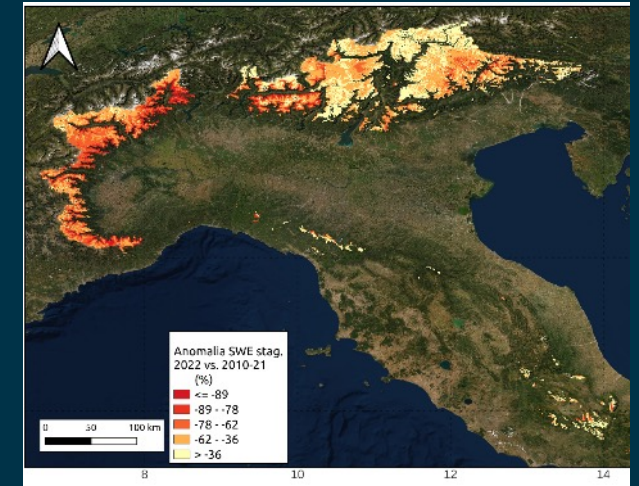 Anomalia SWE stag.
2022 vs. 2010-21
(%)
<= -89
-89 - -78
-78 - -62
-62 - -36
> -36
0 50 100 km
8 10 12 14